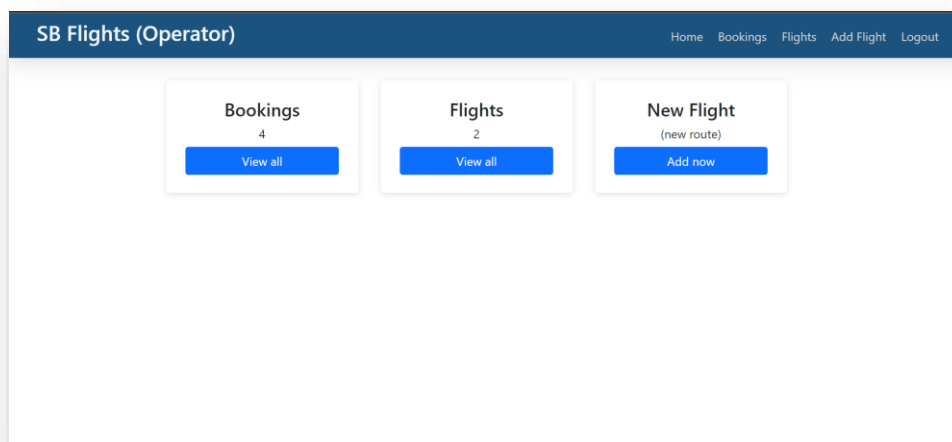 SB Flights (Operator)
Home Bookings Flights Add Flight Logout
Bookings
4
View all
Flights
2
View all
New Flight
(new route)
Add now